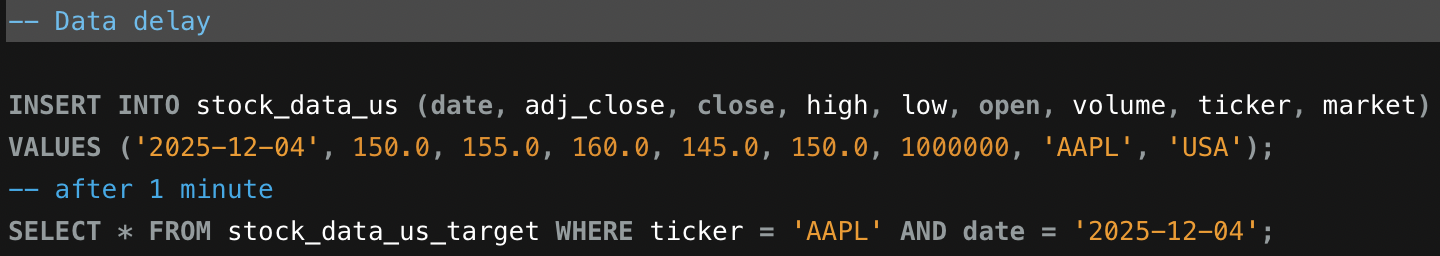 -- Data delay
INSERT INTO stock_data_us (date, adj_close, close, high, low, open, volume, ticker, market)
VALUES ('2025-12-04', 150.0, 155.0, 160.0, 145.0, 150.0, 1000000, 'AAPL', 'USA');
-- after 1 minute
SELECT * FROM stock_data_us_target WHERE ticker = 'AAPL' AND date = '2025-12-04';